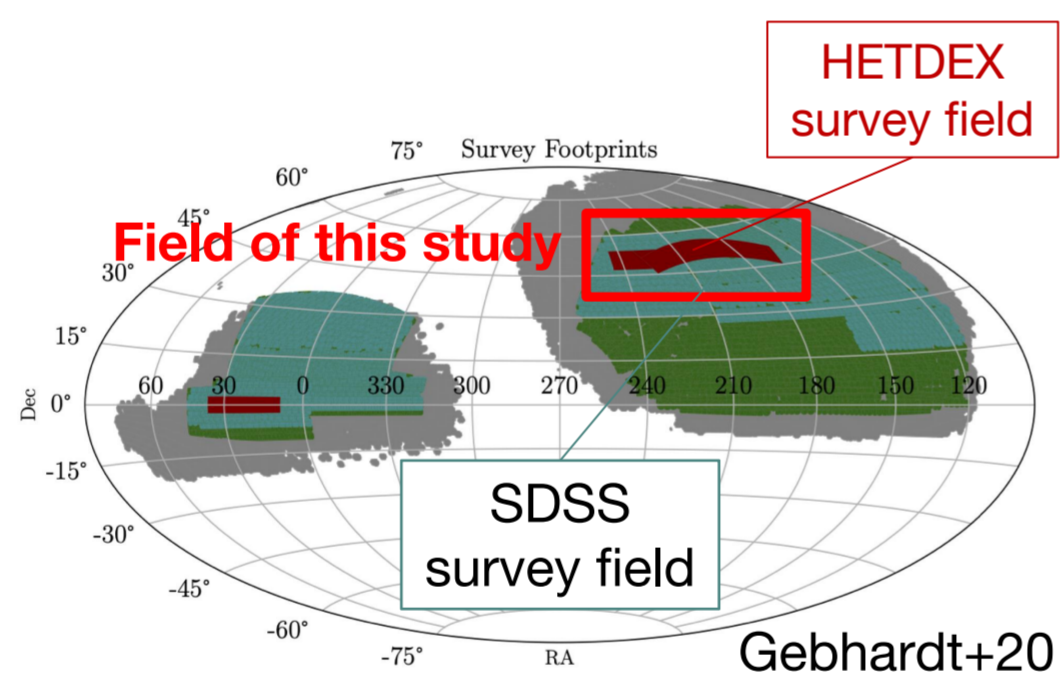 HETDEX
survey field
75° Survey Footprints
60°
45°
Field of this study
30°
15°
60 30 0 330 300 270 240 210 180 150 120
Dec
0°
-15°
SDSS
survey field
-30°
-45°
-60°
-75°
RA
Gebhardt+20